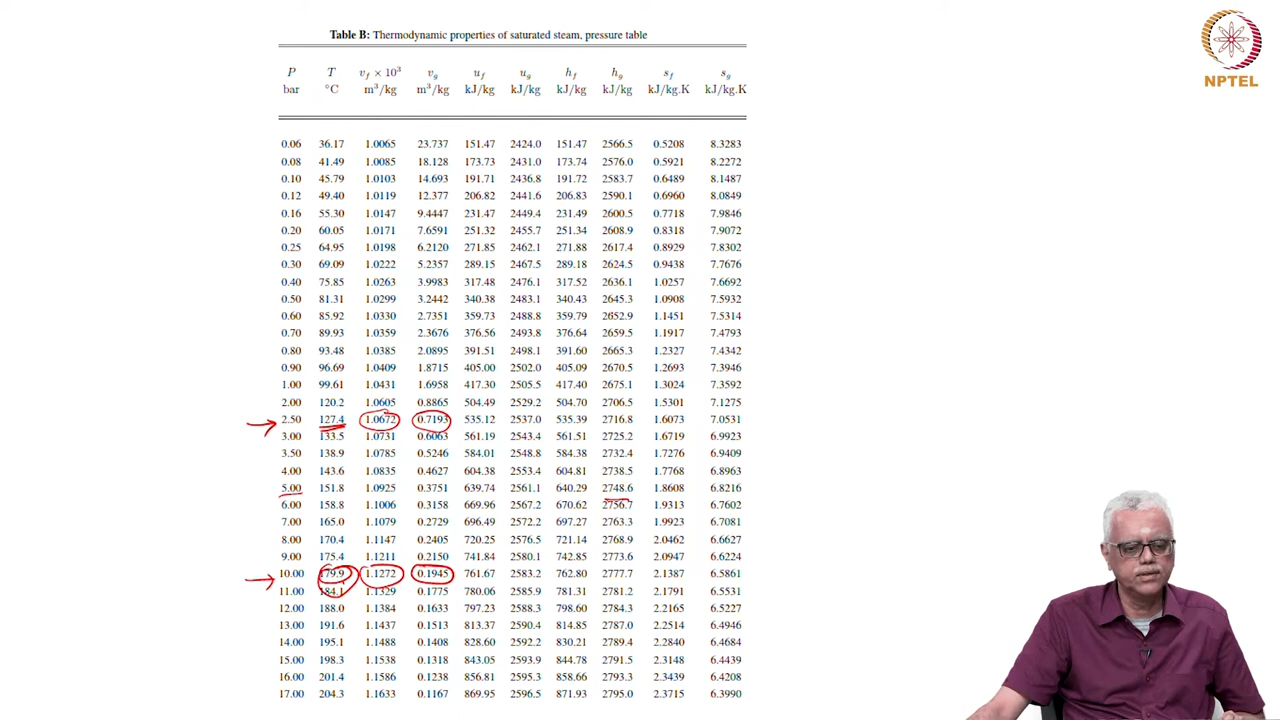 Table B: Thermodynamic properties of saturated steam, pressure table
NPTEL
P T v_f × 10³ v_g u_f u_g h_f h_g s_f s_g
bar °C m³/kg m³/kg kJ/kg kJ/kg kJ/kg kJ/kg kJ/kg.K kJ/kg.K
0.06 36.17 1.0065 23.737 151.47 2424.0 151.47 2566.5 0.5208 8.3283
0.08 41.49 1.0085 18.128 173.73 2431.0 173.74 2576.0 0.5921 8.2272
0.10 45.79 1.0103 14.693 191.71 2436.8 191.72 2583.7 0.6489 8.1487
0.12 49.40 1.0119 12.377 206.82 2441.6 206.83 2590.1 0.6960 8.0849
0.16 55.30 1.0147 9.4447 231.47 2449.4 231.49 2600.5 0.7718 7.9846
0.20 60.05 1.0171 7.6591 251.32 2455.7 251.34 2608.9 0.8318 7.9072
0.25 64.95 1.0198 6.2120 271.85 2462.1 271.88 2617.4 0.8929 7.8302
0.30 69.09 1.0222 5.2357 289.15 2467.5 289.18 2624.5 0.9438 7.7676
0.40 75.85 1.0263 3.9983 317.48 2476.1 317.52 2636.1 1.0257 7.6692
0.50 81.31 1.0299 3.2442 340.38 2483.1 340.43 2645.3 1.0908 7.5932
0.60 85.92 1.0330 2.7351 359.73 2488.8 359.79 2652.9 1.1451 7.5314
0.70 89.93 1.0359 2.3676 376.56 2493.8 376.64 2659.5 1.1917 7.4793
0.80 93.48 1.0385 2.0895 391.51 2498.1 391.60 2665.3 1.2327 7.4342
0.90 96.69 1.0409 1.8715 405.00 2502.0 405.09 2670.5 1.2693 7.3946
1.00 99.61 1.0431 1.6958 417.30 2505.5 417.40 2675.1 1.3024 7.3592
2.00 120.2 1.0605 0.8865 504.49 2529.2 504.70 2706.5 1.5301 7.1275
2.50 127.4 1.0672 0.7193 535.12 2537.0 535.39 2716.8 1.6073 7.0531
3.00 133.5 1.0731 0.6063 561.19 2543.4 561.51 2725.2 1.6719 6.9923
3.50 138.9 1.0785 0.5246 584.01 2548.8 584.38 2732.4 1.7276 6.9409
4.00 143.6 1.0835 0.4627 604.38 2553.4 604.81 2738.5 1.7768 6.8963
5.00 151.8 1.0925 0.3751 639.74 2561.1 640.29 2748.6 1.8608 6.8216
6.00 158.8 1.1006 0.3158 669.96 2567.2 670.62 2756.7 1.9313 6.7602
7.00 165.0 1.1079 0.2729 696.49 2572.2 697.27 2763.3 1.9923 6.7081
8.00 170.4 1.1147 0.2405 720.25 2576.5 721.14 2768.9 2.0462 6.6627
9.00 175.4 1.1211 0.2150 741.84 2580.1 742.85 2773.6 2.0947 6.6224
10.00 179.9 1.1272 0.1945 761.67 2583.2 762.80 2777.7 2.1387 6.5861
11.00 184.1 1.1329 0.1775 780.06 2585.9 781.31 2781.2 2.1791 6.5531
12.00 188.0 1.1384 0.1633 797.23 2588.3 798.60 2784.3 2.2165 6.5227
13.00 191.6 1.1437 0.1513 813.37 2590.4 814.85 2787.0 2.2514 6.4946
14.00 195.1 1.1488 0.1408 828.60 2592.2 830.21 2789.4 2.2840 6.4684
15.00 198.3 1.1538 0.1318 843.05 2593.9 844.78 2791.5 2.3148 6.4439
16.00 201.4 1.1586 0.1238 856.81 2595.3 858.66 2793.3 2.3439 6.4208
17.00 204.3 1.1633 0.1167 869.95 2596.5 871.93 2795.0 2.3715 6.3990